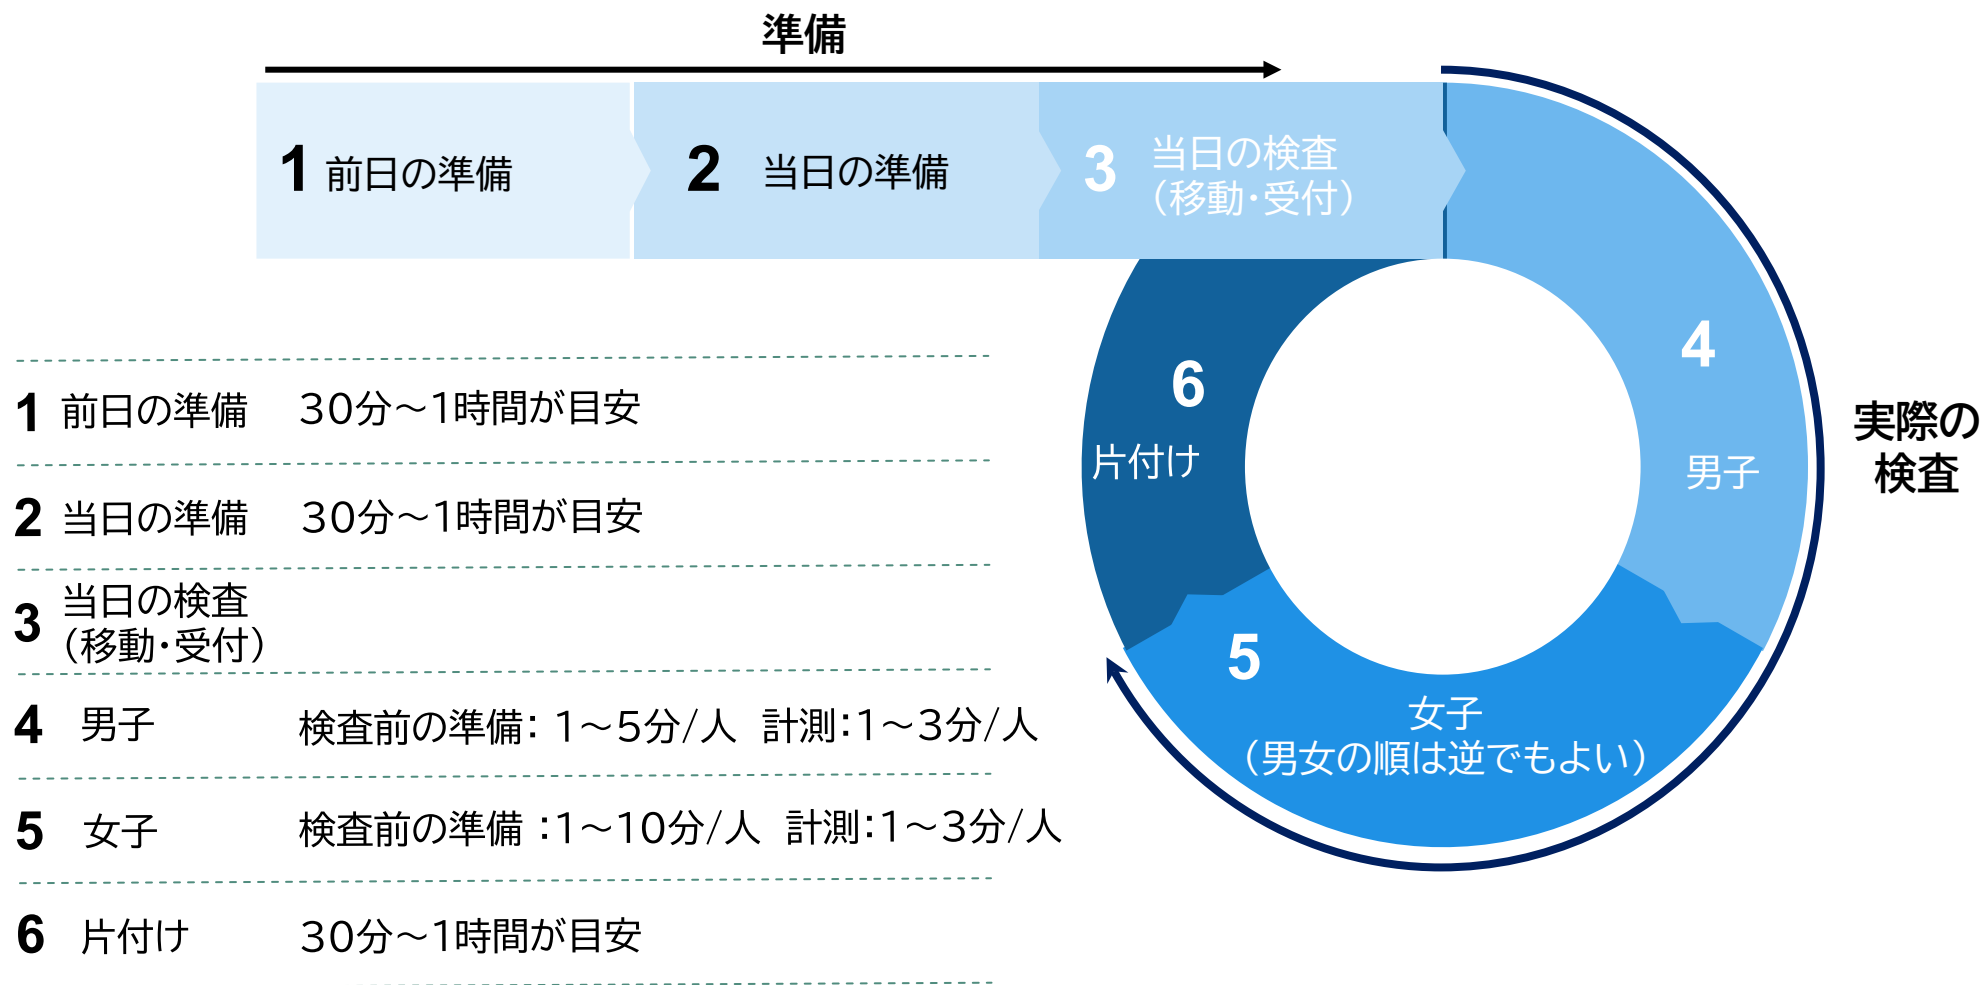 準備
1 前日の準備
2 当日の準備
3 当日の検査
（移動・受付）
4
男子
実際の
検査
5
女子
（男女の順は逆でもよい）
6
片付け
1 前日の準備 30分～1時間が目安
2 当日の準備 30分～1時間が目安
3 当日の検査
（移動・受付）
4 男子 検査前の準備： 1～5分/人 計測：1～3分/人
5 女子 検査前の準備 ：1～10分/人 計測：1～3分/人
6 片付け 30分～1時間が目安